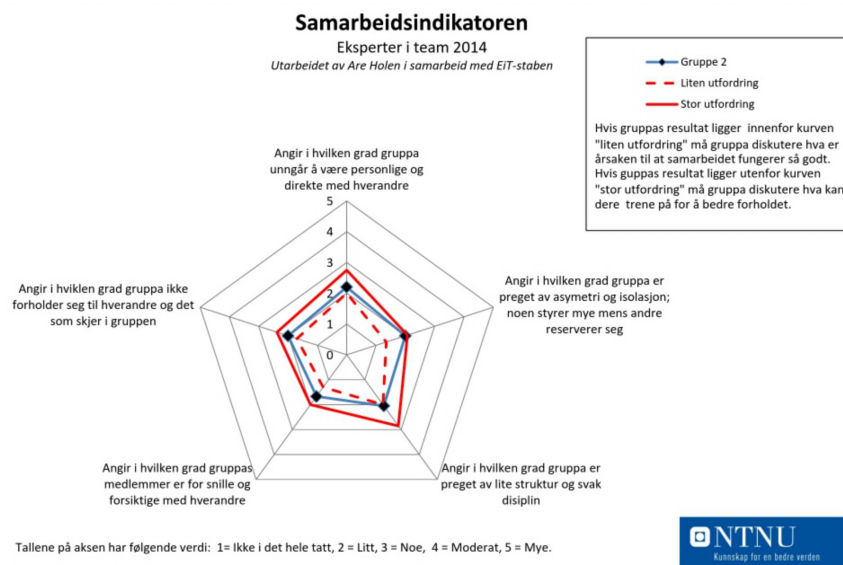 Samarbeidsindikatoren
Eksperter i team 2014
Utarbeidet av Are Holen i samarbeid med EiT-staben
Gruppe 2
Liten utfordring
Stor utfordring
Hvis gruppas resultat ligger innenfor kurven
"liten utfordring" må gruppa diskutere hva er
årsaken til at samarbeidet fungerer så godt.
Hvis guppas resultat ligger utenfor kurven
"stor utfordring" må gruppa diskutere hva kan
dere trene på for å bedre forholdet.
Angir i hvilken grad gruppa
unngår å være personlige og
direkte med hverandre
5
4
3
2
1
0
Angir i hvilken grad gruppa er
preget av asymetri og isolasjon;
noen styrer mye mens andre
reserverer seg
Angir i hviklen grad gruppa ikke
forholder seg til hverandre og det
som skjer i gruppen
Angir i hvilken grad gruppas
medlemmer er for snille og
forsiktige med hverandre
Angir i hvilken grad gruppa er
preget av lite struktur og svak
disiplin
Tallene på aksen har følgende verdi: 1= Ikke i det hele tatt, 2 = Litt, 3 = Noe, 4 = Moderat, 5 = Mye.
NTNU
Kunnskap for en bedre verden